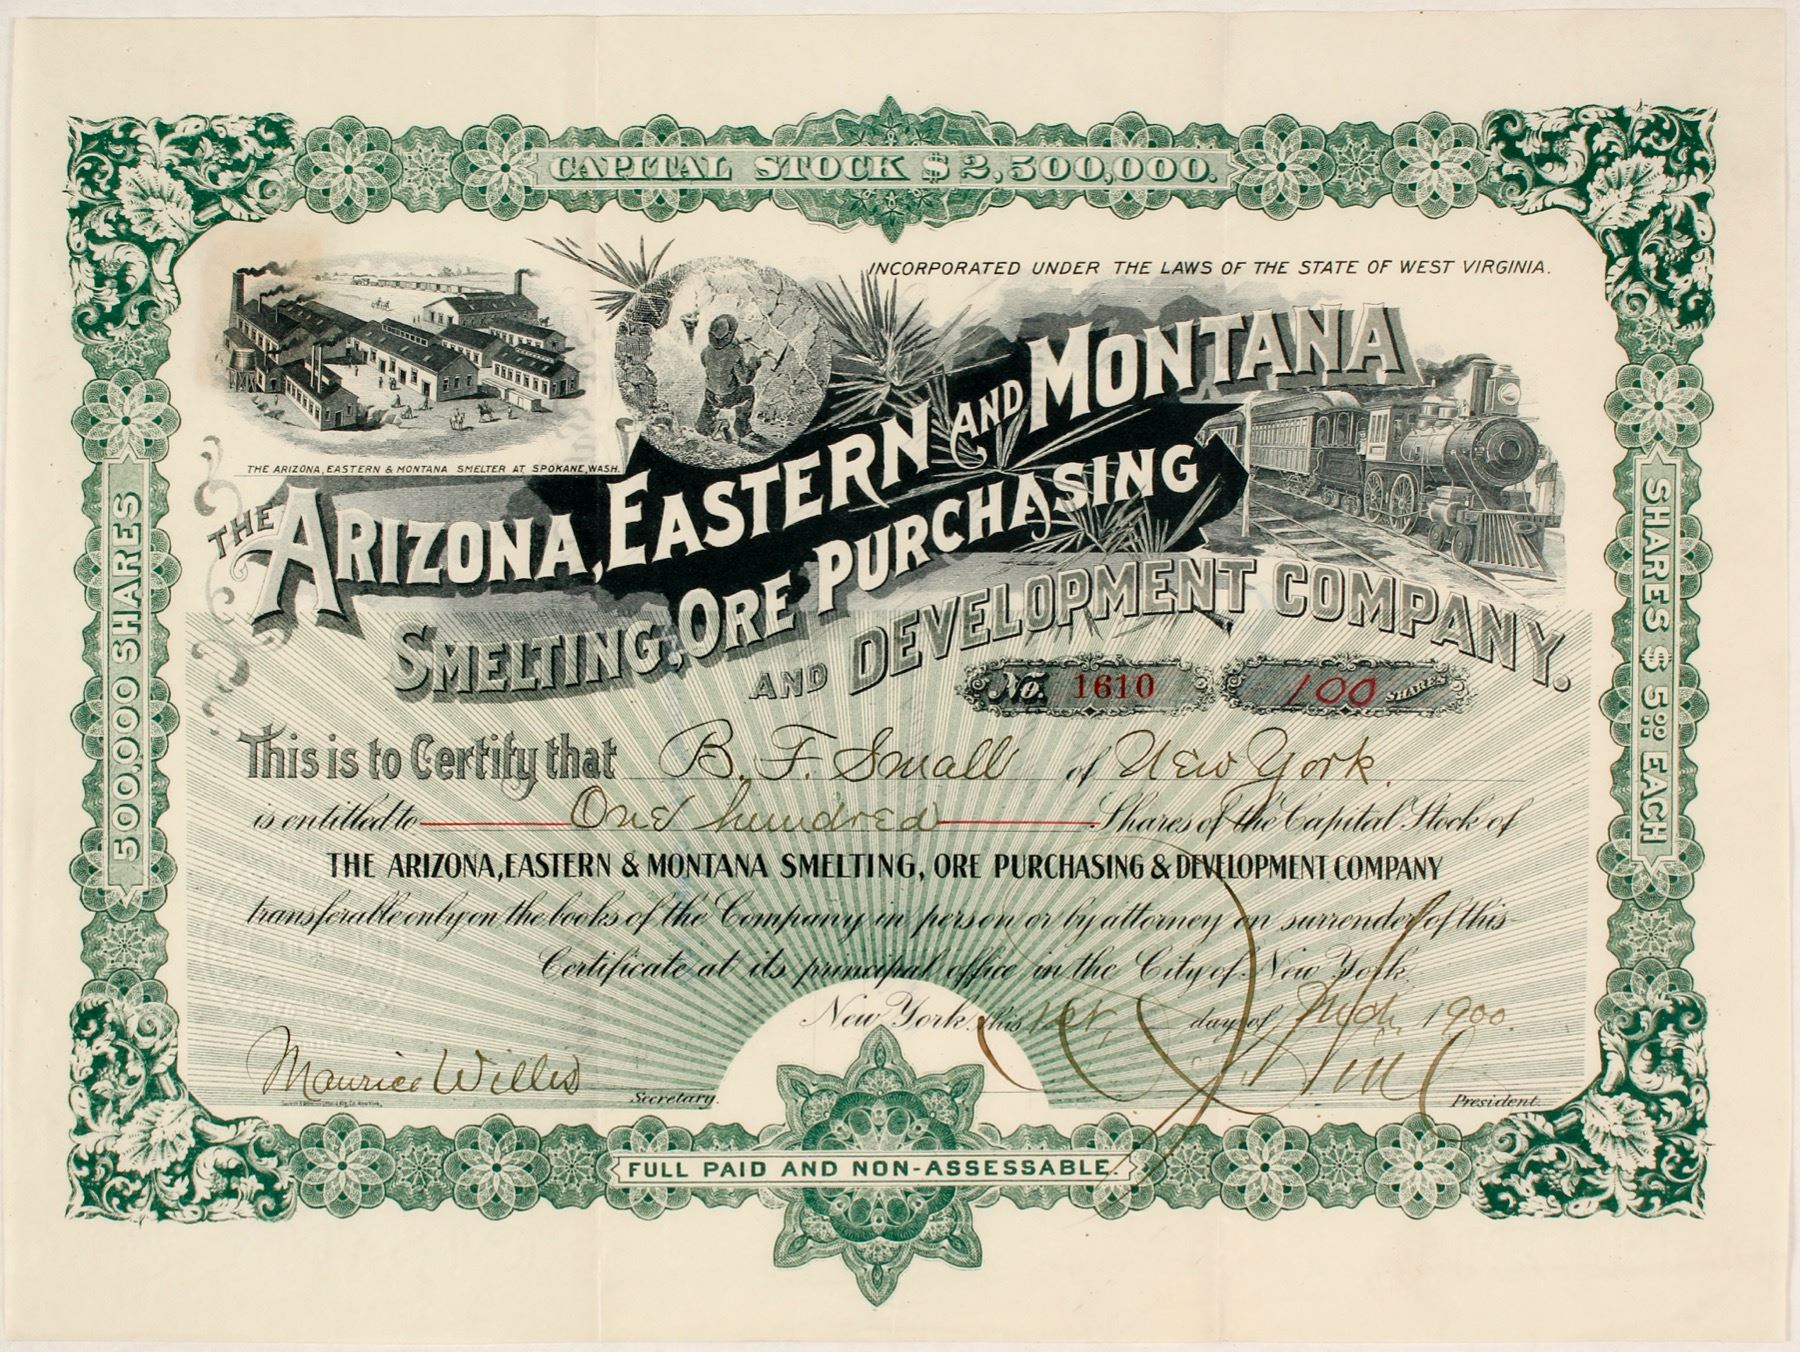 CAPITAL STOCK $2,500,000.
INCORPORATED UNDER THE LAWS OF THE STATE OF WEST VIRGINIA.
THE ARIZONA, EASTERN & MONTANA SMELTER AT SPOKANE, WASH.
THE ARIZONA, EASTERN AND MONTANA
SMELTING, ORE PURCHASING
AND DEVELOPMENT COMPANY.
No. 1610 100 SHARES
500,000 SHARES
SHARES $5.00 EACH
This is to Certify that B. F. Small of New York.
is entitled to One hundred Shares of the Capital Stock of
THE ARIZONA, EASTERN & MONTANA SMELTING, ORE PURCHASING & DEVELOPMENT COMPANY
transferable only on the books of the Company in person or by attorney on surrender of this
Certificate at its principal office in the City of New York.
New York, this 1st day of Mch 1900.
Maurice Willis
Secretary.
President.
FULL PAID AND NON-ASSESSABLE.